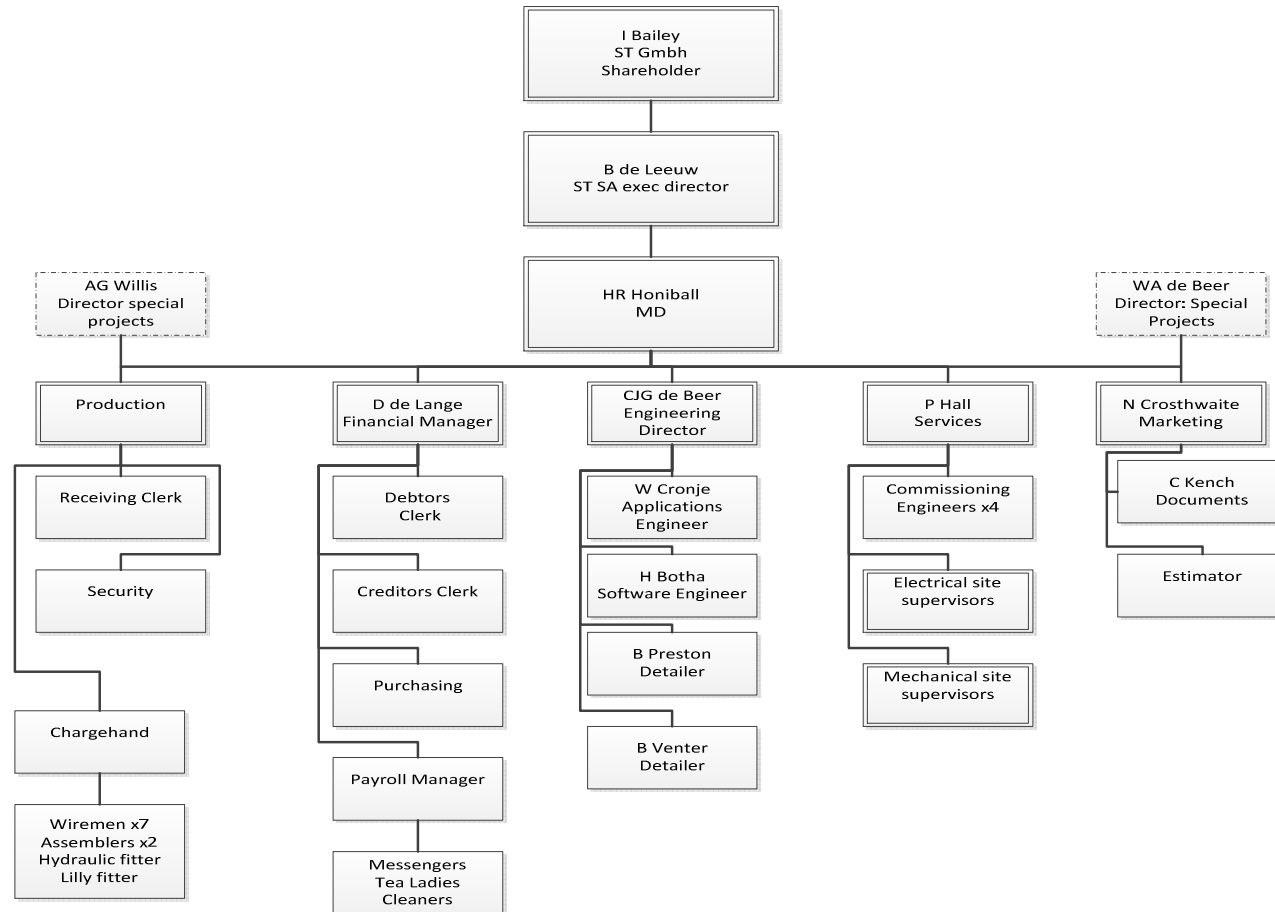 I Bailey
ST Gmbh
Shareholder
B de Leeuw
ST SA exec director
HR Honiball
MD
AG Willis
Director special
projects
WA de Beer
Director: Special
Projects
Production
D de Lange
Financial Manager
CJG de Beer
Engineering
Director
P Hall
Services
N Crosthwaite
Marketing
Receiving Clerk
Security
Chargehand
Wiremen x7
Assemblers x2
Hydraulic fitter
Lilly fitter
Debtors
Clerk
Creditors Clerk
Purchasing
Payroll Manager
Messengers
Tea Ladies
Cleaners
W Cronje
Applications
Engineer
H Botha
Software Engineer
B Preston
Detailer
B Venter
Detailer
Commissioning
Engineers x4
Electrical site
supervisors
Mechanical site
supervisors
C Kench
Documents
Estimator